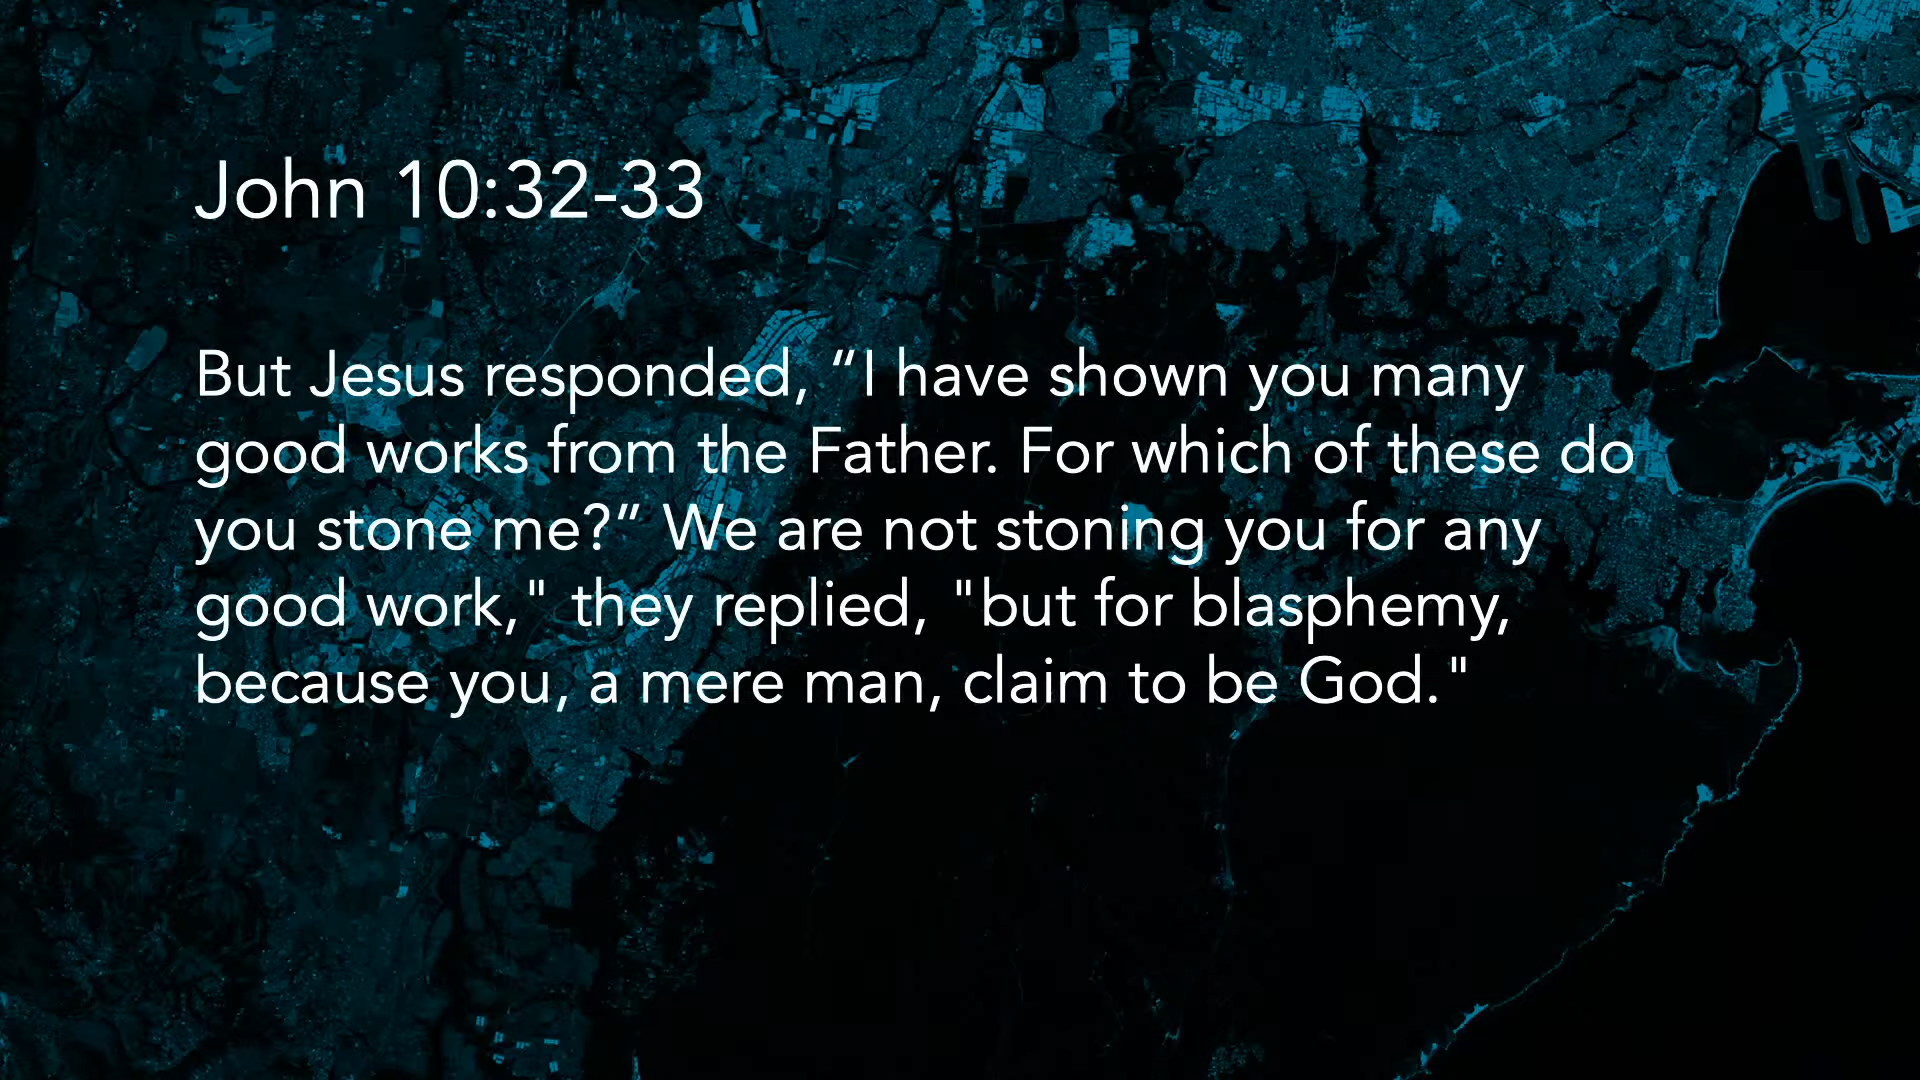 John 10:32-33
But Jesus responded, “I have shown you many
good works from the Father. For which of these do
you stone me?” We are not stoning you for any
good work," they replied, "but for blasphemy,
because you, a mere man, claim to be God."